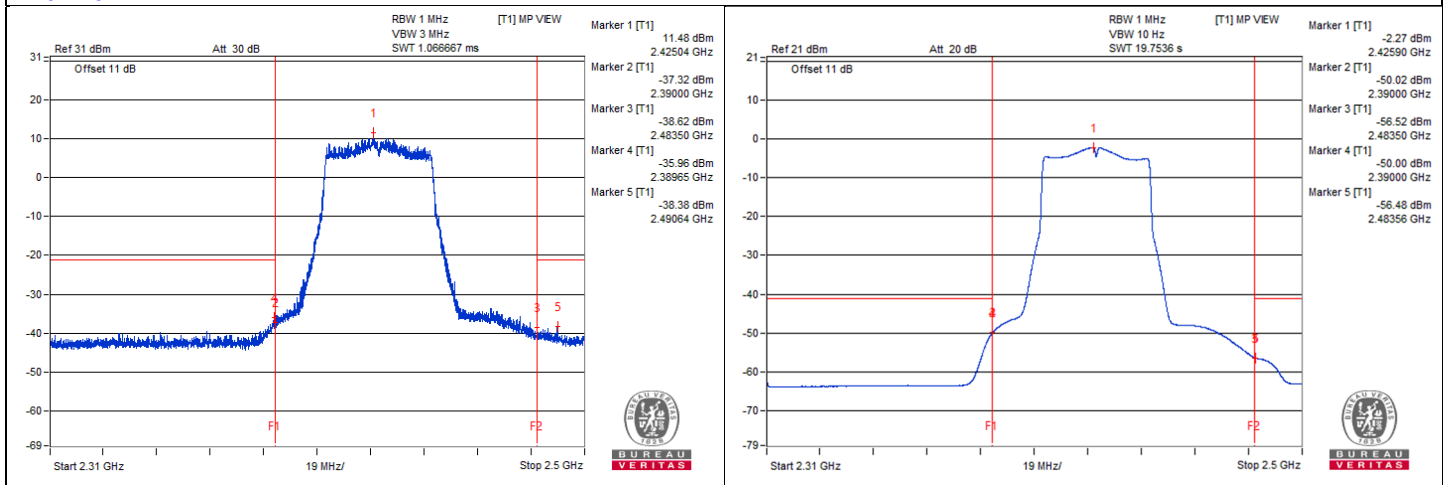 RBW 1 MHz
[T1] MP VIEW
VBW 3 MHz
Ref 31 dBm
Att 30 dB
SWT 1.066667 ms
Marker 1 [T1]
11.48 dBm
2.42504 GHz
Marker 2 [T1]
-37.32 dBm
2.39000 GHz
Marker 3 [T1]
-38.62 dBm
2.48350 GHz
Marker 4 [T1]
-35.96 dBm
2.38965 GHz
Marker 5 [T1]
-38.38 dBm
2.49064 GHz
31
Offset 11 dB
20
10
0
-10
-20
-30
-40
-50
-60
-69
1
2
3
5
F1
F2
Start 2.31 GHz
19 MHz/
Stop 2.5 GHz
1828
BUREAU
VERITAS
RBW 1 MHz
[T1] MP VIEW
VBW 10 Hz
Ref 21 dBm
Att 20 dB
SWT 19.7536 s
Marker 1 [T1]
-2.27 dBm
2.42590 GHz
Marker 2 [T1]
-50.02 dBm
2.39000 GHz
Marker 3 [T1]
-56.52 dBm
2.48350 GHz
Marker 4 [T1]
-50.00 dBm
2.39000 GHz
Marker 5 [T1]
-56.48 dBm
2.48356 GHz
21
Offset 11 dB
10
0
-10
-20
-30
-40
-50
-60
-70
-79
1
F1
F2
Start 2.31 GHz
19 MHz/
Stop 2.5 GHz
1828
BUREAU
VERITAS